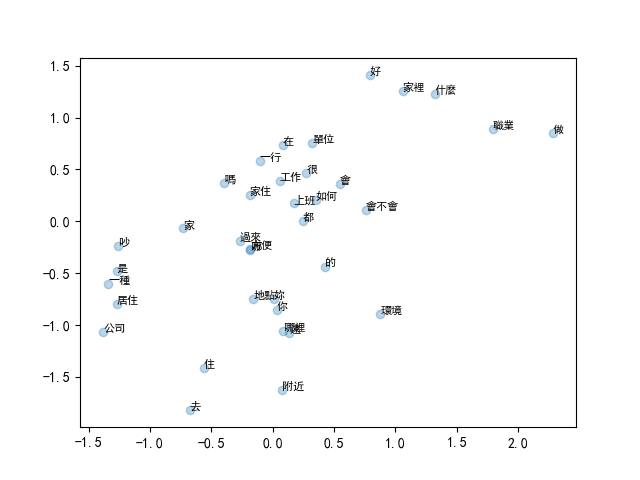 1.5
1.0
0.5
0.0
-0.5
-1.0
-1.5
好
家裡
什麼
職業
做
在
單位
一行
很
嗎
工作
會
家住
上班
如何
會不會
都
家
過來
吵
方便
的
是
一種
地點
妳
居住
你
環境
公司
哪裡
住
附近
去
-1.5
-1.0
-0.5
0.0
0.5
1.0
1.5
2.0